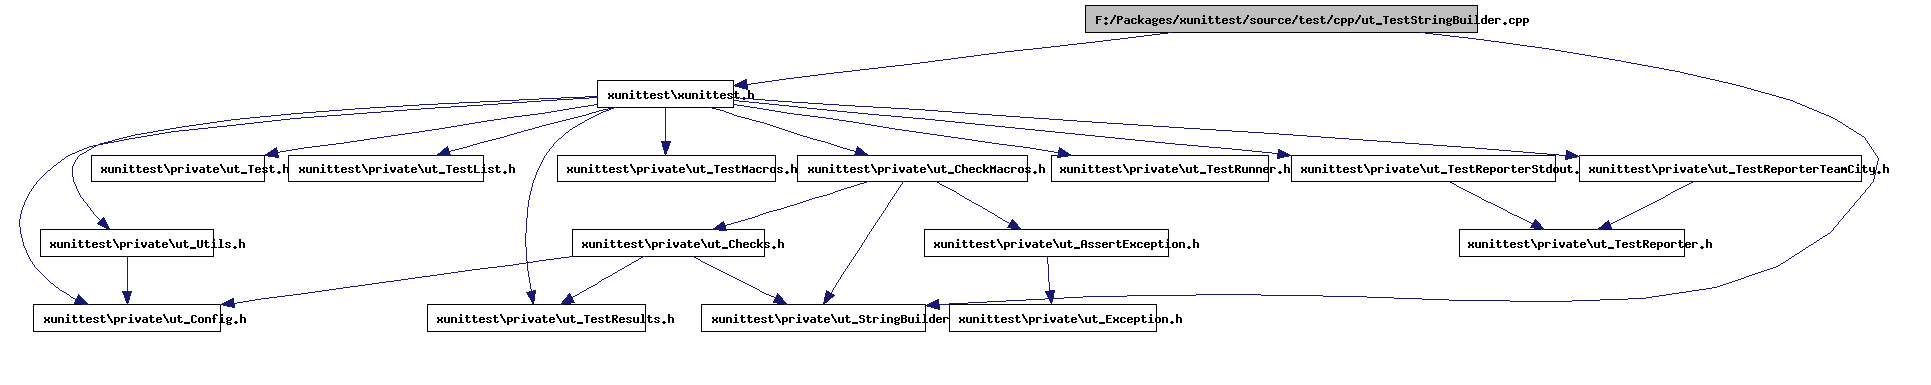 F:/Packages/xunittest/source/test/cpp/ut_TestStringBuilder.cpp
xunittest\xunittest.h
xunittest\private\ut_Test.h
xunittest\private\ut_TestList.h
xunittest\private\ut_TestMacros.h
xunittest\private\ut_CheckMacros.h
xunittest\private\ut_TestRunner.h
xunittest\private\ut_TestReporterStdout.
xunittest\private\ut_TestReporterTeamCity.h
xunittest\private\ut_Utils.h
xunittest\private\ut_Checks.h
xunittest\private\ut_AssertException.h
xunittest\private\ut_TestReporter.h
xunittest\private\ut_Config.h
xunittest\private\ut_TestResults.h
xunittest\private\ut_StringBuilder
xunittest\private\ut_Exception.h